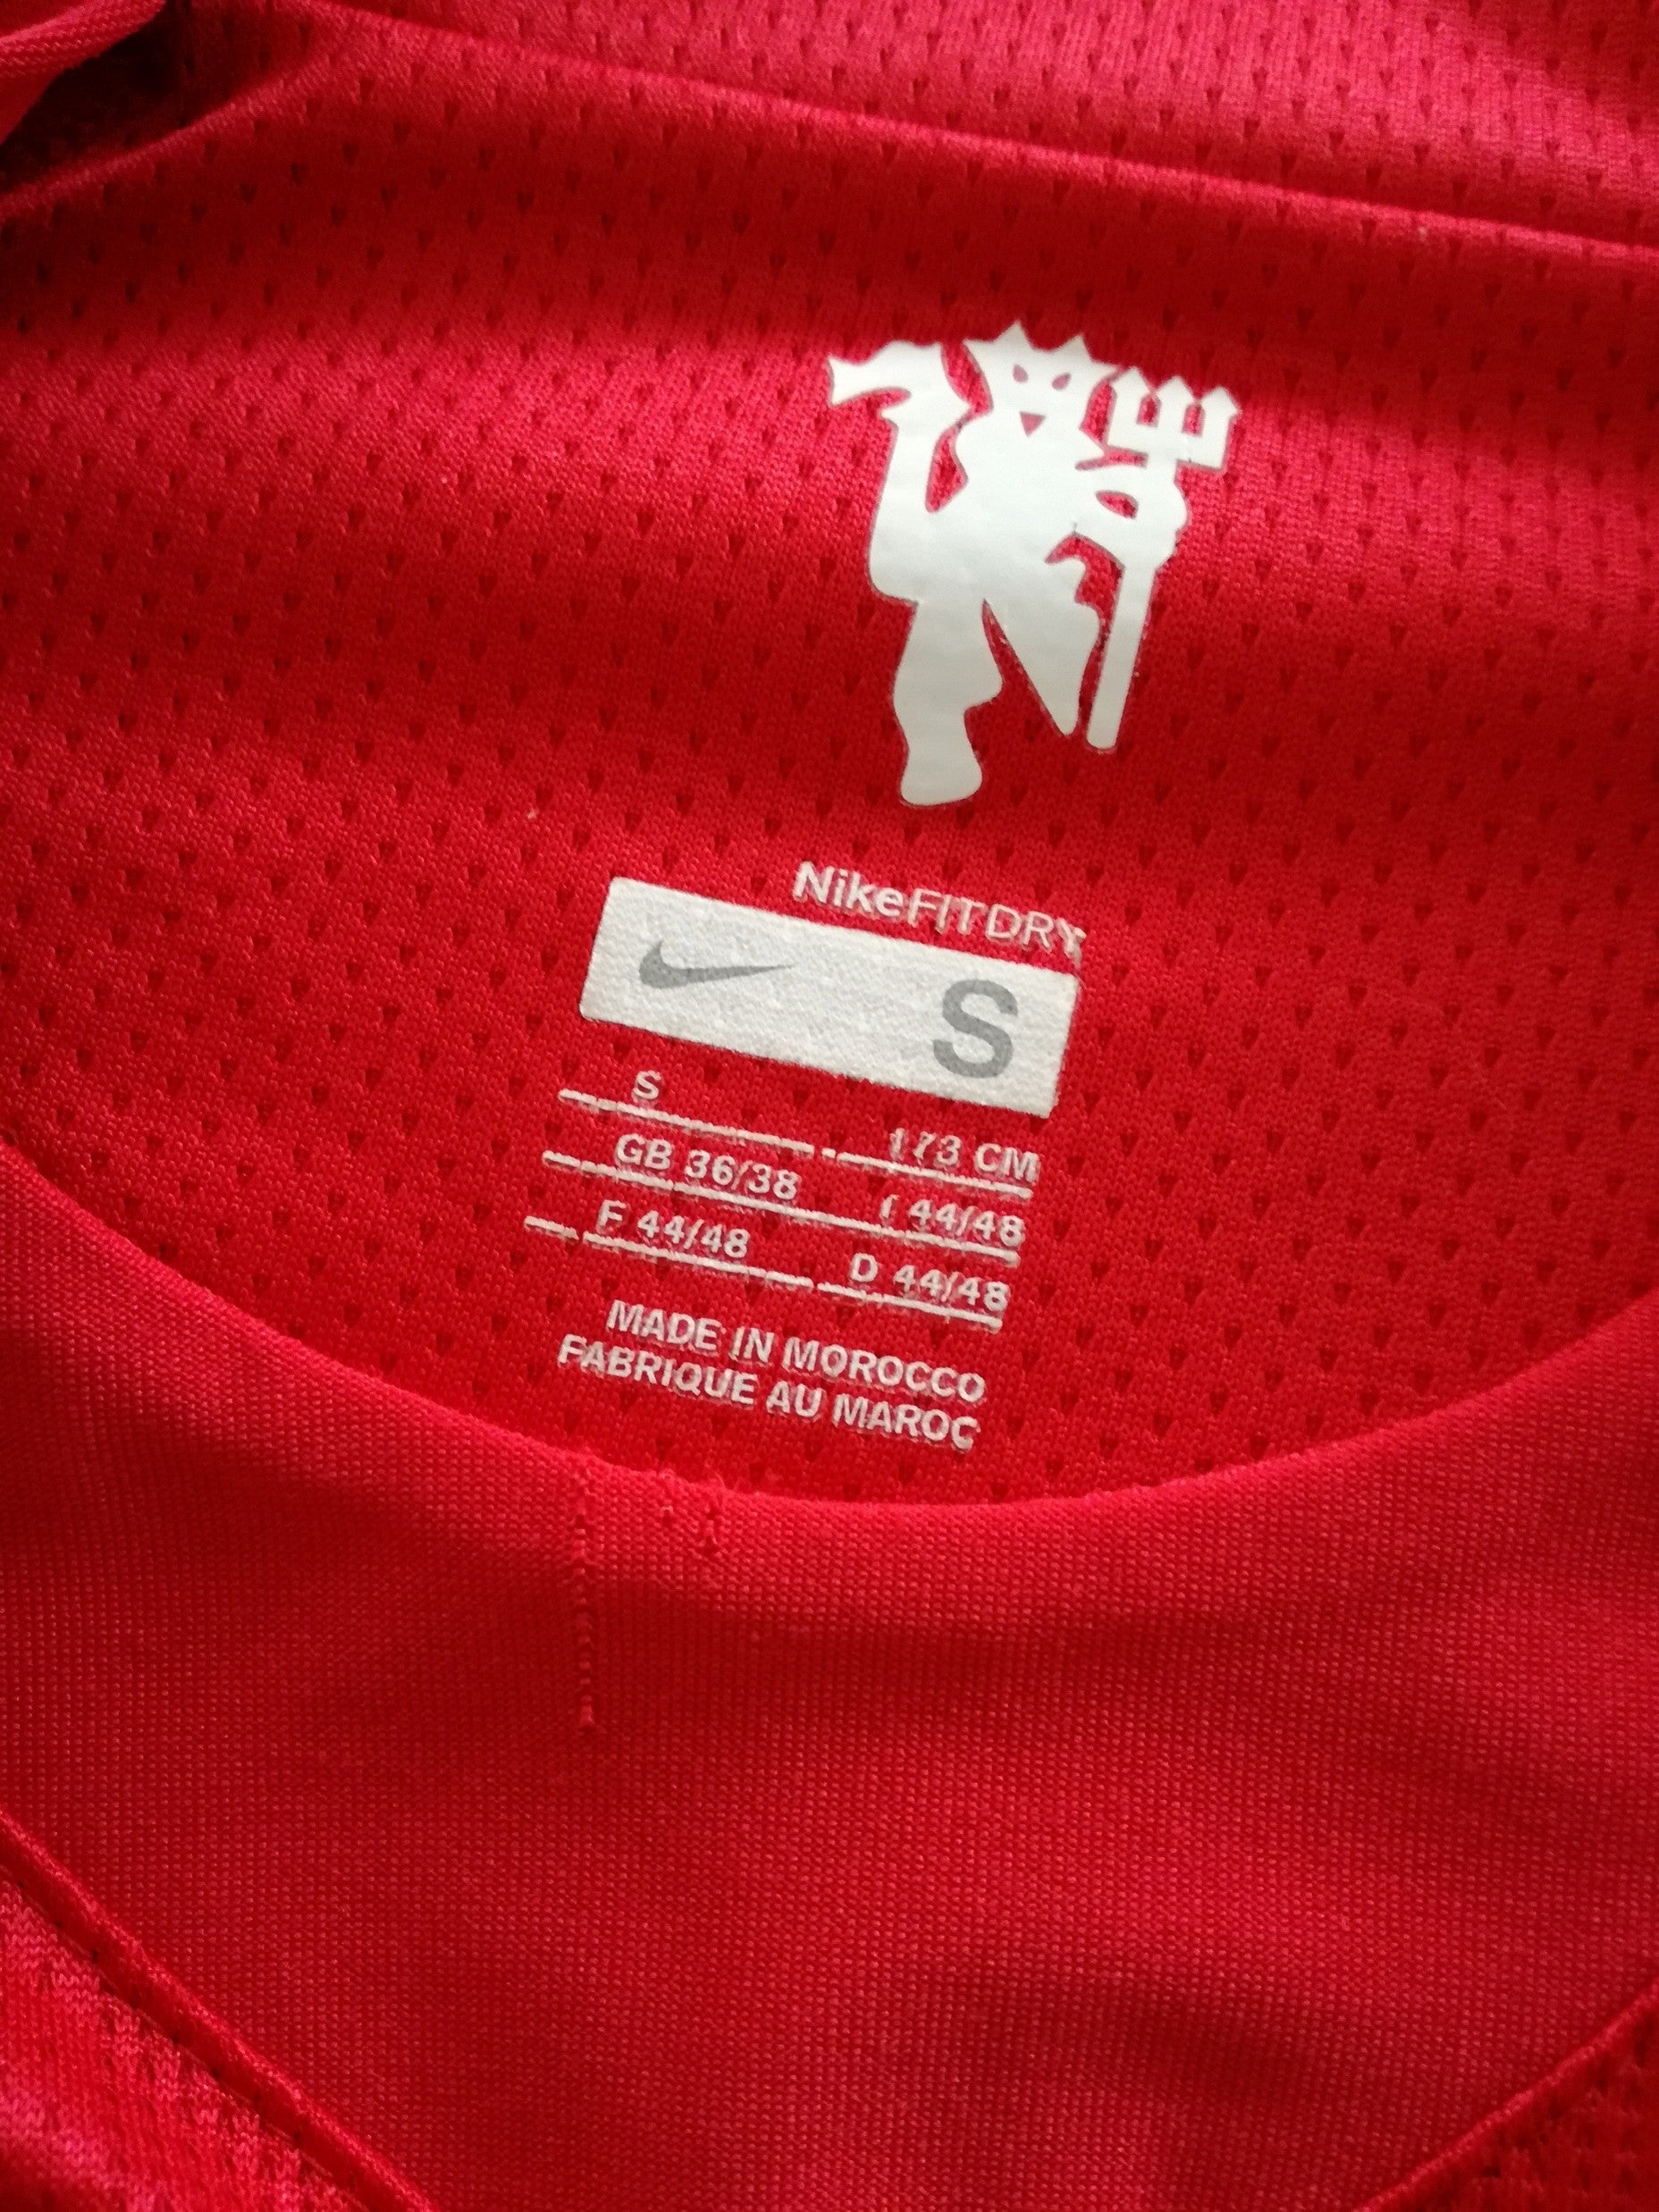 NikeFITDRY
S
S 173 CM
GB 36/38 I 44/48
F 44/48 D 44/48
MADE IN MOROCCO
FABRIQUE AU MAROC